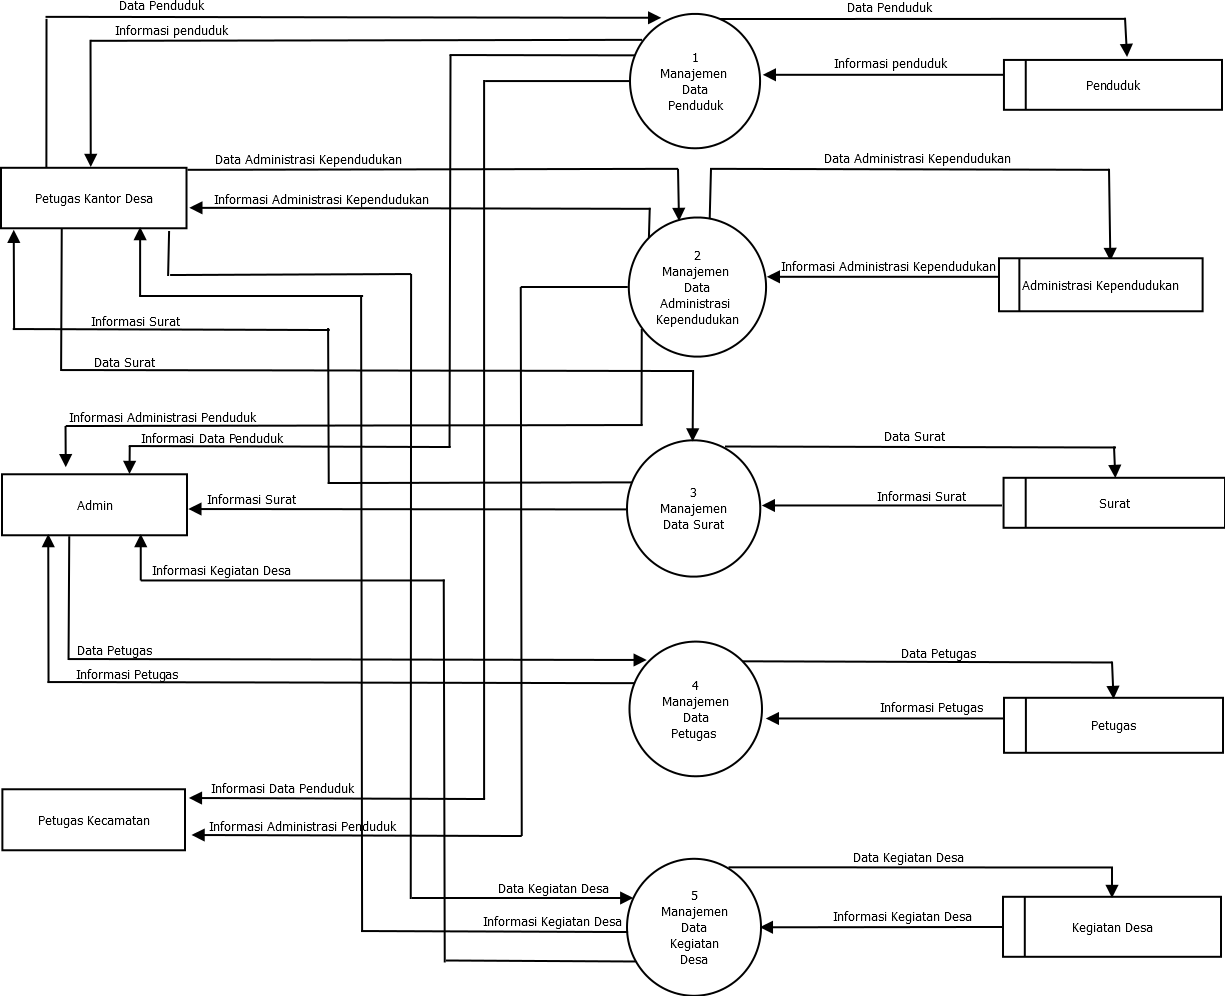 Data Penduduk
Data Penduduk
Informasi penduduk
1
Manajemen
Data
Penduduk
Informasi penduduk
Penduduk
Data Administrasi Kependudukan
Data Administrasi Kependudukan
Petugas Kantor Desa
Informasi Administrasi Kependudukan
2
Manajemen
Data
Administrasi
Kependudukan
Informasi Administrasi Kependudukan
Administrasi Kependudukan
Informasi Surat
Data Surat
Informasi Administrasi Penduduk
Informasi Data Penduduk
Data Surat
Admin
Informasi Surat
3
Manajemen
Data Surat
Informasi Surat
Surat
Informasi Kegiatan Desa
Data Petugas
Informasi Petugas
4
Manajemen
Data
Petugas
Data Petugas
Informasi Petugas
Petugas
Informasi Data Penduduk
Petugas Kecamatan
Informasi Administrasi Penduduk
Data Kegiatan Desa
Data Kegiatan Desa
Informasi Kegiatan Desa
5
Manajemen
Data
Kegiatan
Desa
Informasi Kegiatan Desa
Kegiatan Desa